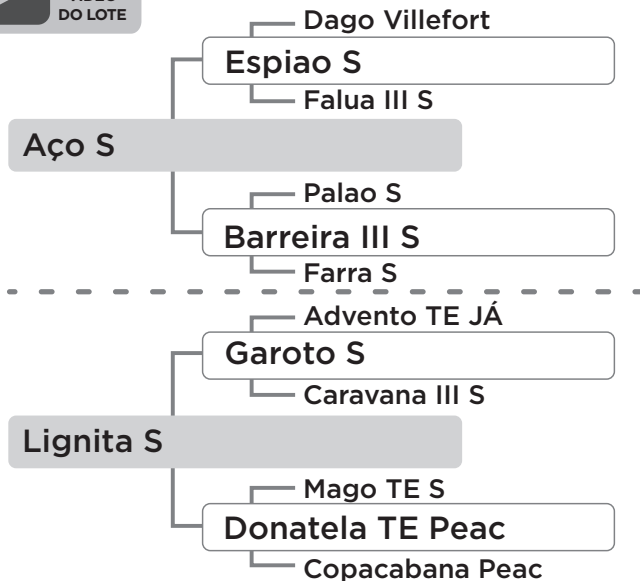 DO LOTE
Dago Villefort
Espiao S
Falua III S
Aço S
Palao S
Barreira III S
Farra S
Advento TE JÁ
Garoto S
Caravana III S
Lignita S
Mago TE S
Donatela TE Peac
Copacabana Peac